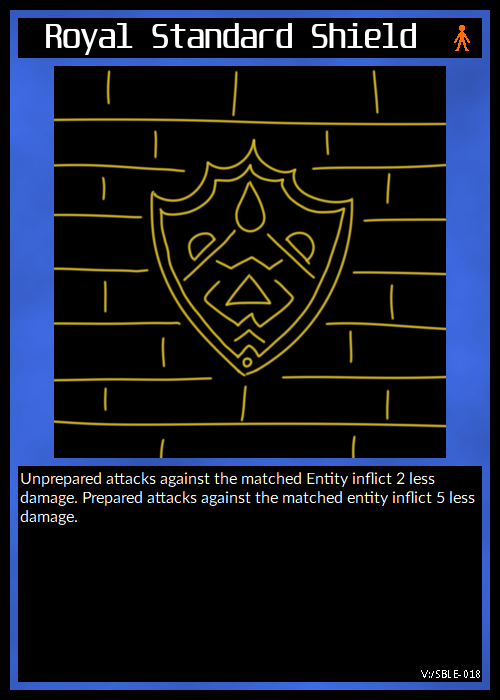 Royal Standard Shield
Unprepared attacks against the matched Entity inflict 2 less
damage. Prepared attacks against the matched entity inflict 5 less
damage.
V:/SBLE-018